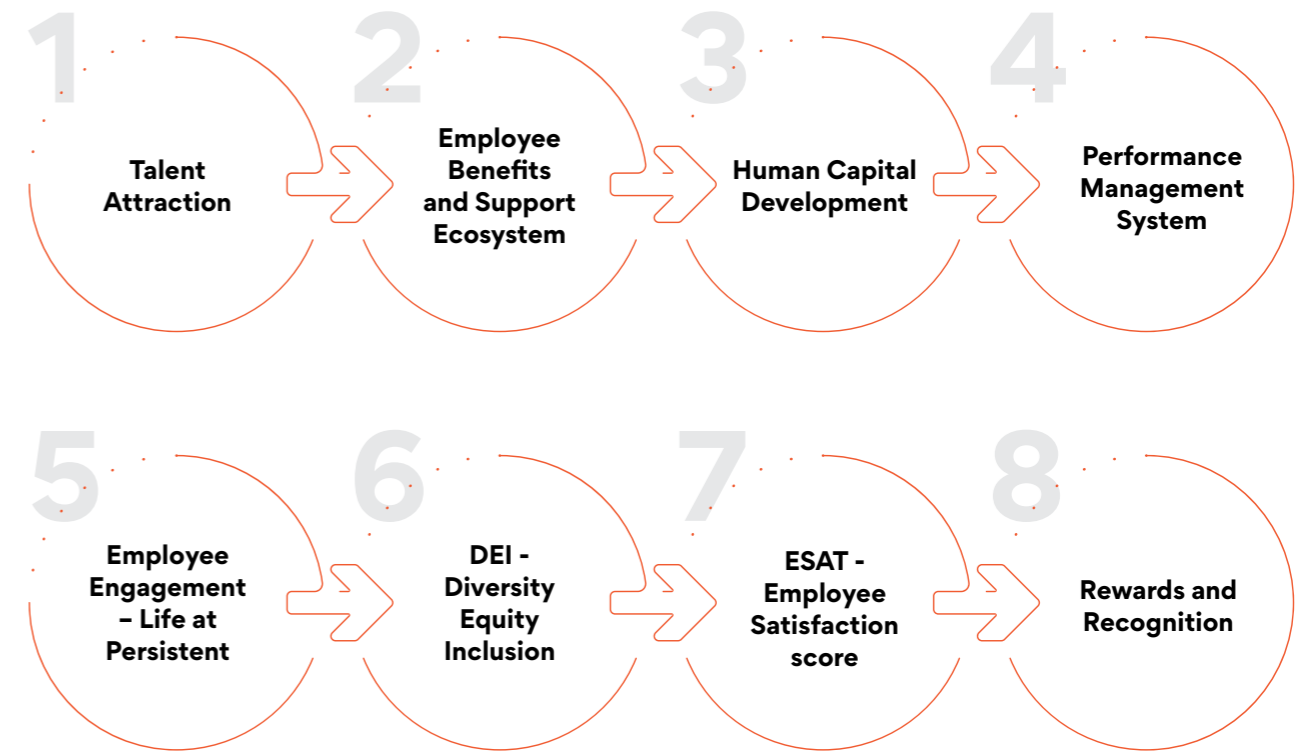 1
Talent
Attraction
2
Employee
Benefits
and Support
Ecosystem
3
Human Capital
Development
4
Performance
Management
System
5
Employee
Engagement
– Life at
Persistent
6
DEI -
Diversity
Equity
Inclusion
7
ESAT -
Employee
Satisfaction
score
8
Rewards and
Recognition